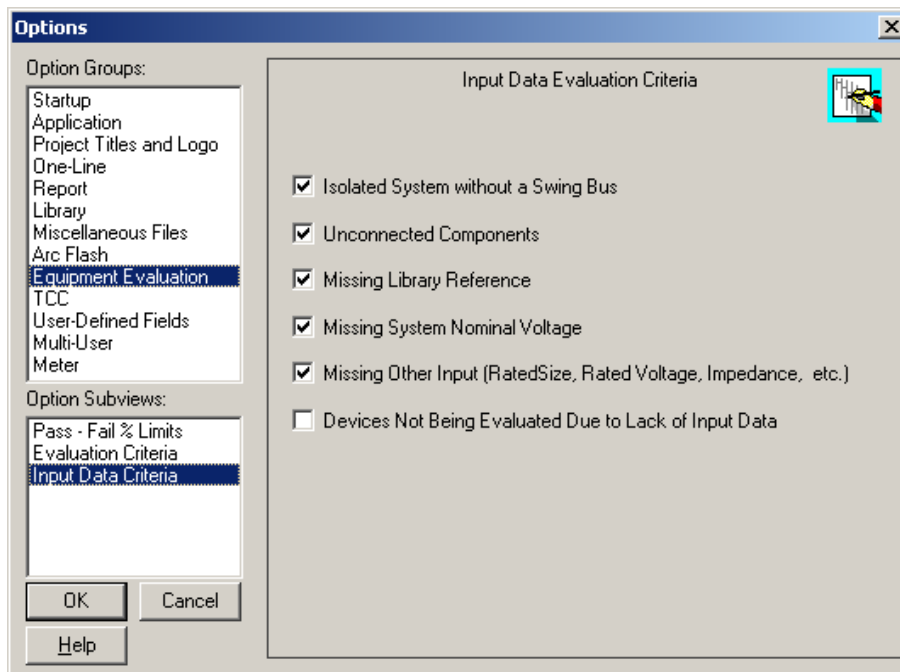 Options
Option Groups:
Startup
Application
Project Titles and Logo
One-Line
Report
Library
Miscellaneous Files
Arc Flash
Equipment Evaluation
TCC
User-Defined Fields
Multi-User
Meter
Option Subviews:
Pass - Fail % Limits
Evaluation Criteria
Input Data Criteria
OK
Cancel
Help
Input Data Evaluation Criteria
Isolated System without a Swing Bus
Unconnected Components
Missing Library Reference
Missing System Nominal Voltage
Missing Other Input (RatedSize, Rated Voltage, Impedance, etc.)
Devices Not Being Evaluated Due to Lack of Input Data